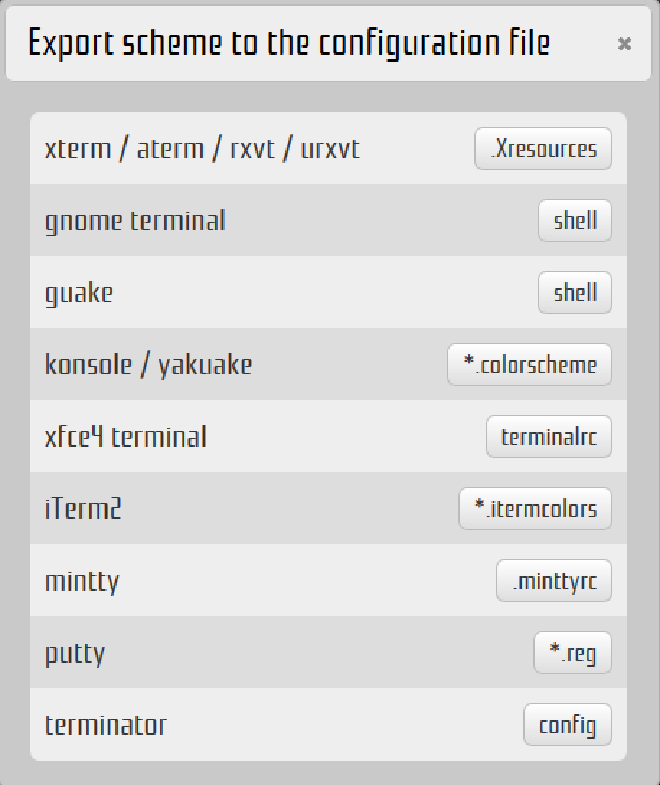 Export scheme to the configuration file ×
xterm / aterm / rxvt / urxvt .Xresources
gnome terminal shell
guake shell
konsole / yakuake *.colorscheme
xfce4 terminal terminalrc
iTerm2 *.itermcolors
mintty .minttyrc
putty *.reg
terminator config